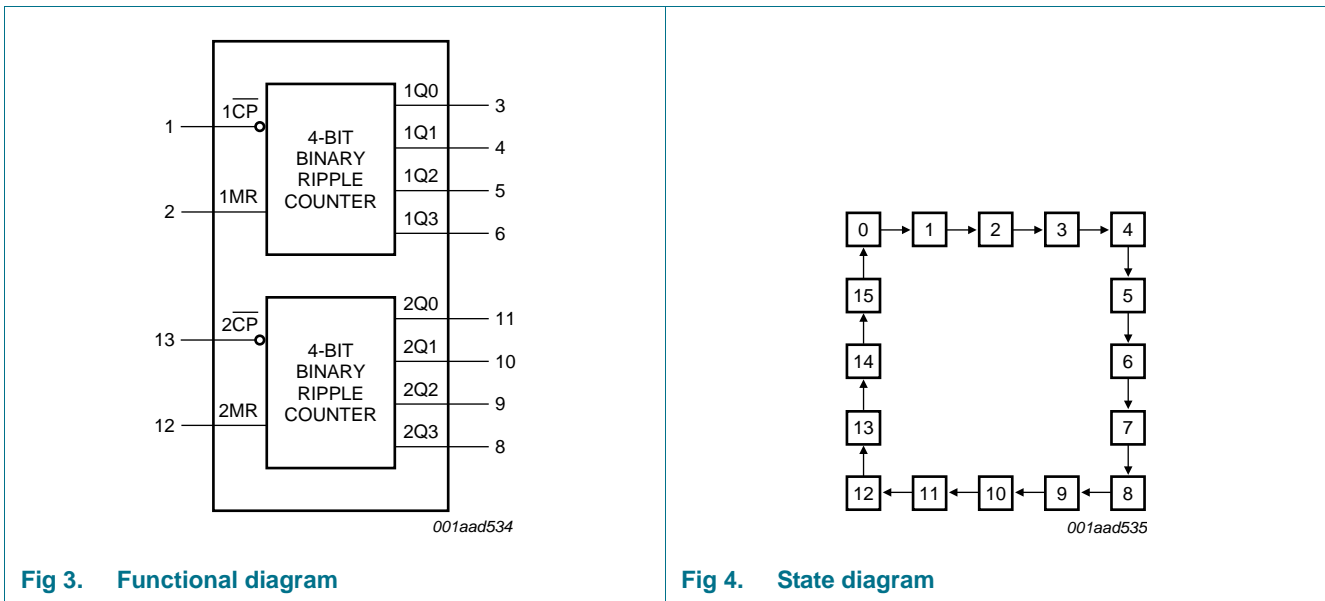 1
1CP
2
1MR
4-BIT
BINARY
RIPPLE
COUNTER
1Q0
3
1Q1
4
1Q2
5
1Q3
6
13
2CP
12
2MR
4-BIT
BINARY
RIPPLE
COUNTER
2Q0
11
2Q1
10
2Q2
9
2Q3
8
001aad534
Fig 3. Functional diagram
0 1 2 3 4
15 5
14 6
13 7
12 11 10 9 8
001aad535
Fig 4. State diagram